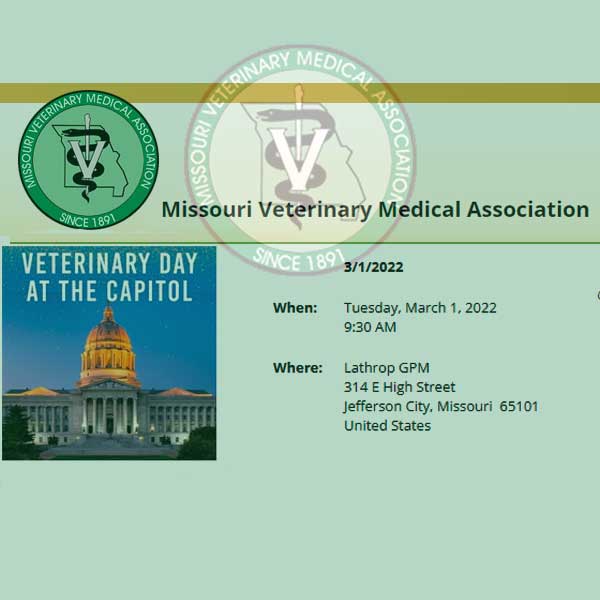 MISSOURI VETERINARY MEDICAL ASSOCIATION
V
SINCE 1891
MISSOURI VETERINARY MEDICAL ASSOCIATION
V
SINCE 1891
Missouri Veterinary Medical Association
VETERINARY DAY
AT THE CAPITOL
3/1/2022
When: Tuesday, March 1, 2022
9:30 AM
Where: Lathrop GPM
314 E High Street
Jefferson City, Missouri 65101
United States